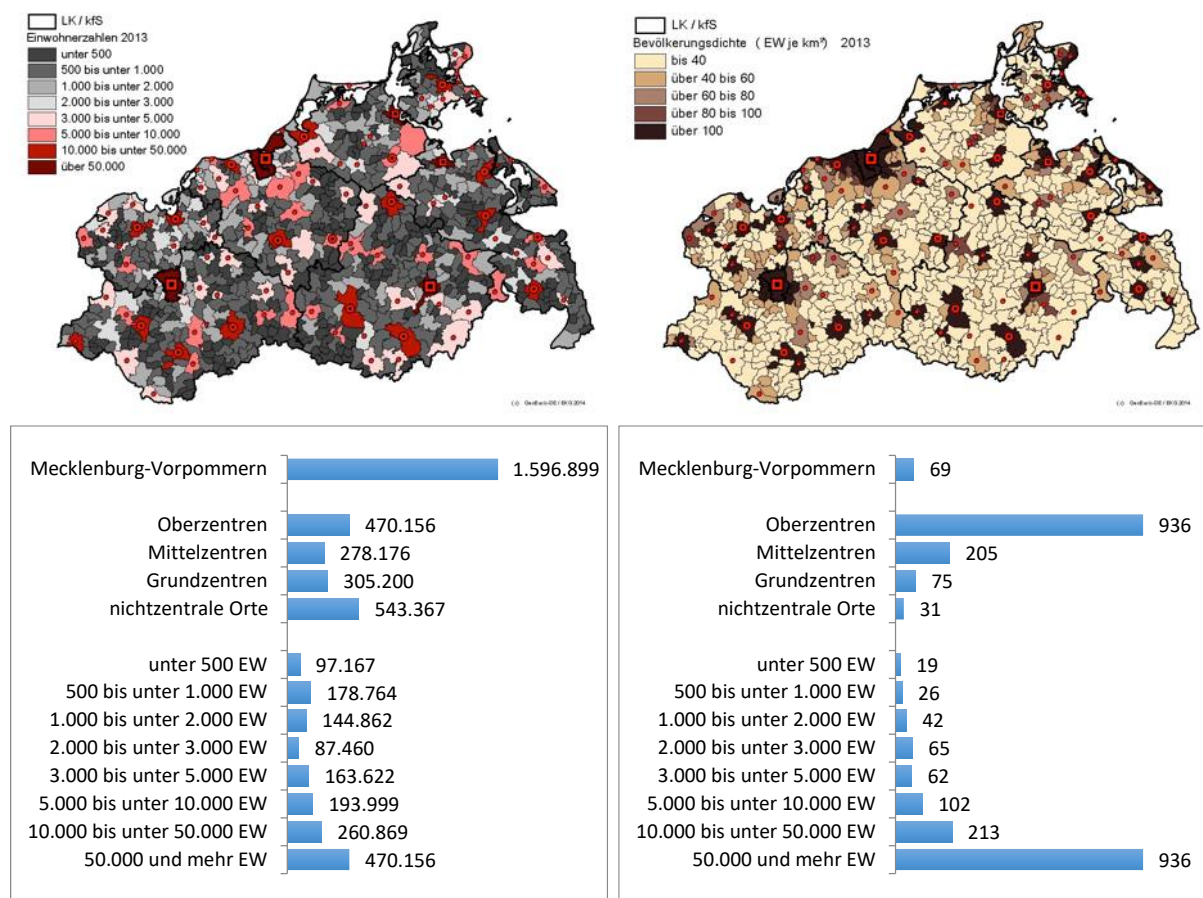 LK / kfS
Einwohnerzahlen 2013
unter 500
500 bis unter 1.000
1.000 bis unter 2.000
2.000 bis unter 3.000
3.000 bis unter 5.000
5.000 bis unter 10.000
10.000 bis unter 50.000
über 50.000
(c) GeoBasis-DE / BKG 2014
LK / kfS
Bevölkerungsdichte ( EW je km²) 2013
bis 40
über 40 bis 60
über 60 bis 80
über 80 bis 100
über 100
(c) GeoBasis-DE / BKG 2014
Mecklenburg-Vorpommern 1.596.899
Oberzentren 470.156
Mittelzentren 278.176
Grundzentren 305.200
nichtzentrale Orte 543.367
unter 500 EW 97.167
500 bis unter 1.000 EW 178.764
1.000 bis unter 2.000 EW 144.862
2.000 bis unter 3.000 EW 87.460
3.000 bis unter 5.000 EW 163.622
5.000 bis unter 10.000 EW 193.999
10.000 bis unter 50.000 EW 260.869
50.000 und mehr EW 470.156
Mecklenburg-Vorpommern 69
Oberzentren 936
Mittelzentren 205
Grundzentren 75
nichtzentrale Orte 31
unter 500 EW 19
500 bis unter 1.000 EW 26
1.000 bis unter 2.000 EW 42
2.000 bis unter 3.000 EW 65
3.000 bis unter 5.000 EW 62
5.000 bis unter 10.000 EW 102
10.000 bis unter 50.000 EW 213
50.000 und mehr EW 936